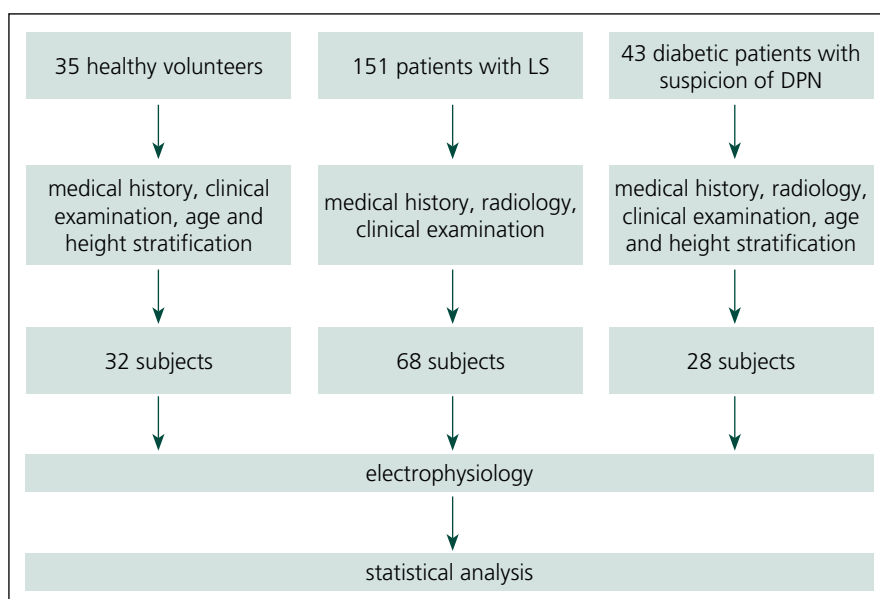 35 healthy volunteers
151 patients with LS
43 diabetic patients with
suspicion of DPN
medical history, clinical
examination, age and
height stratification
medical history, radiology,
clinical examination
medical history, radiology,
clinical examination, age
and height stratification
32 subjects
68 subjects
28 subjects
electrophysiology
statistical analysis